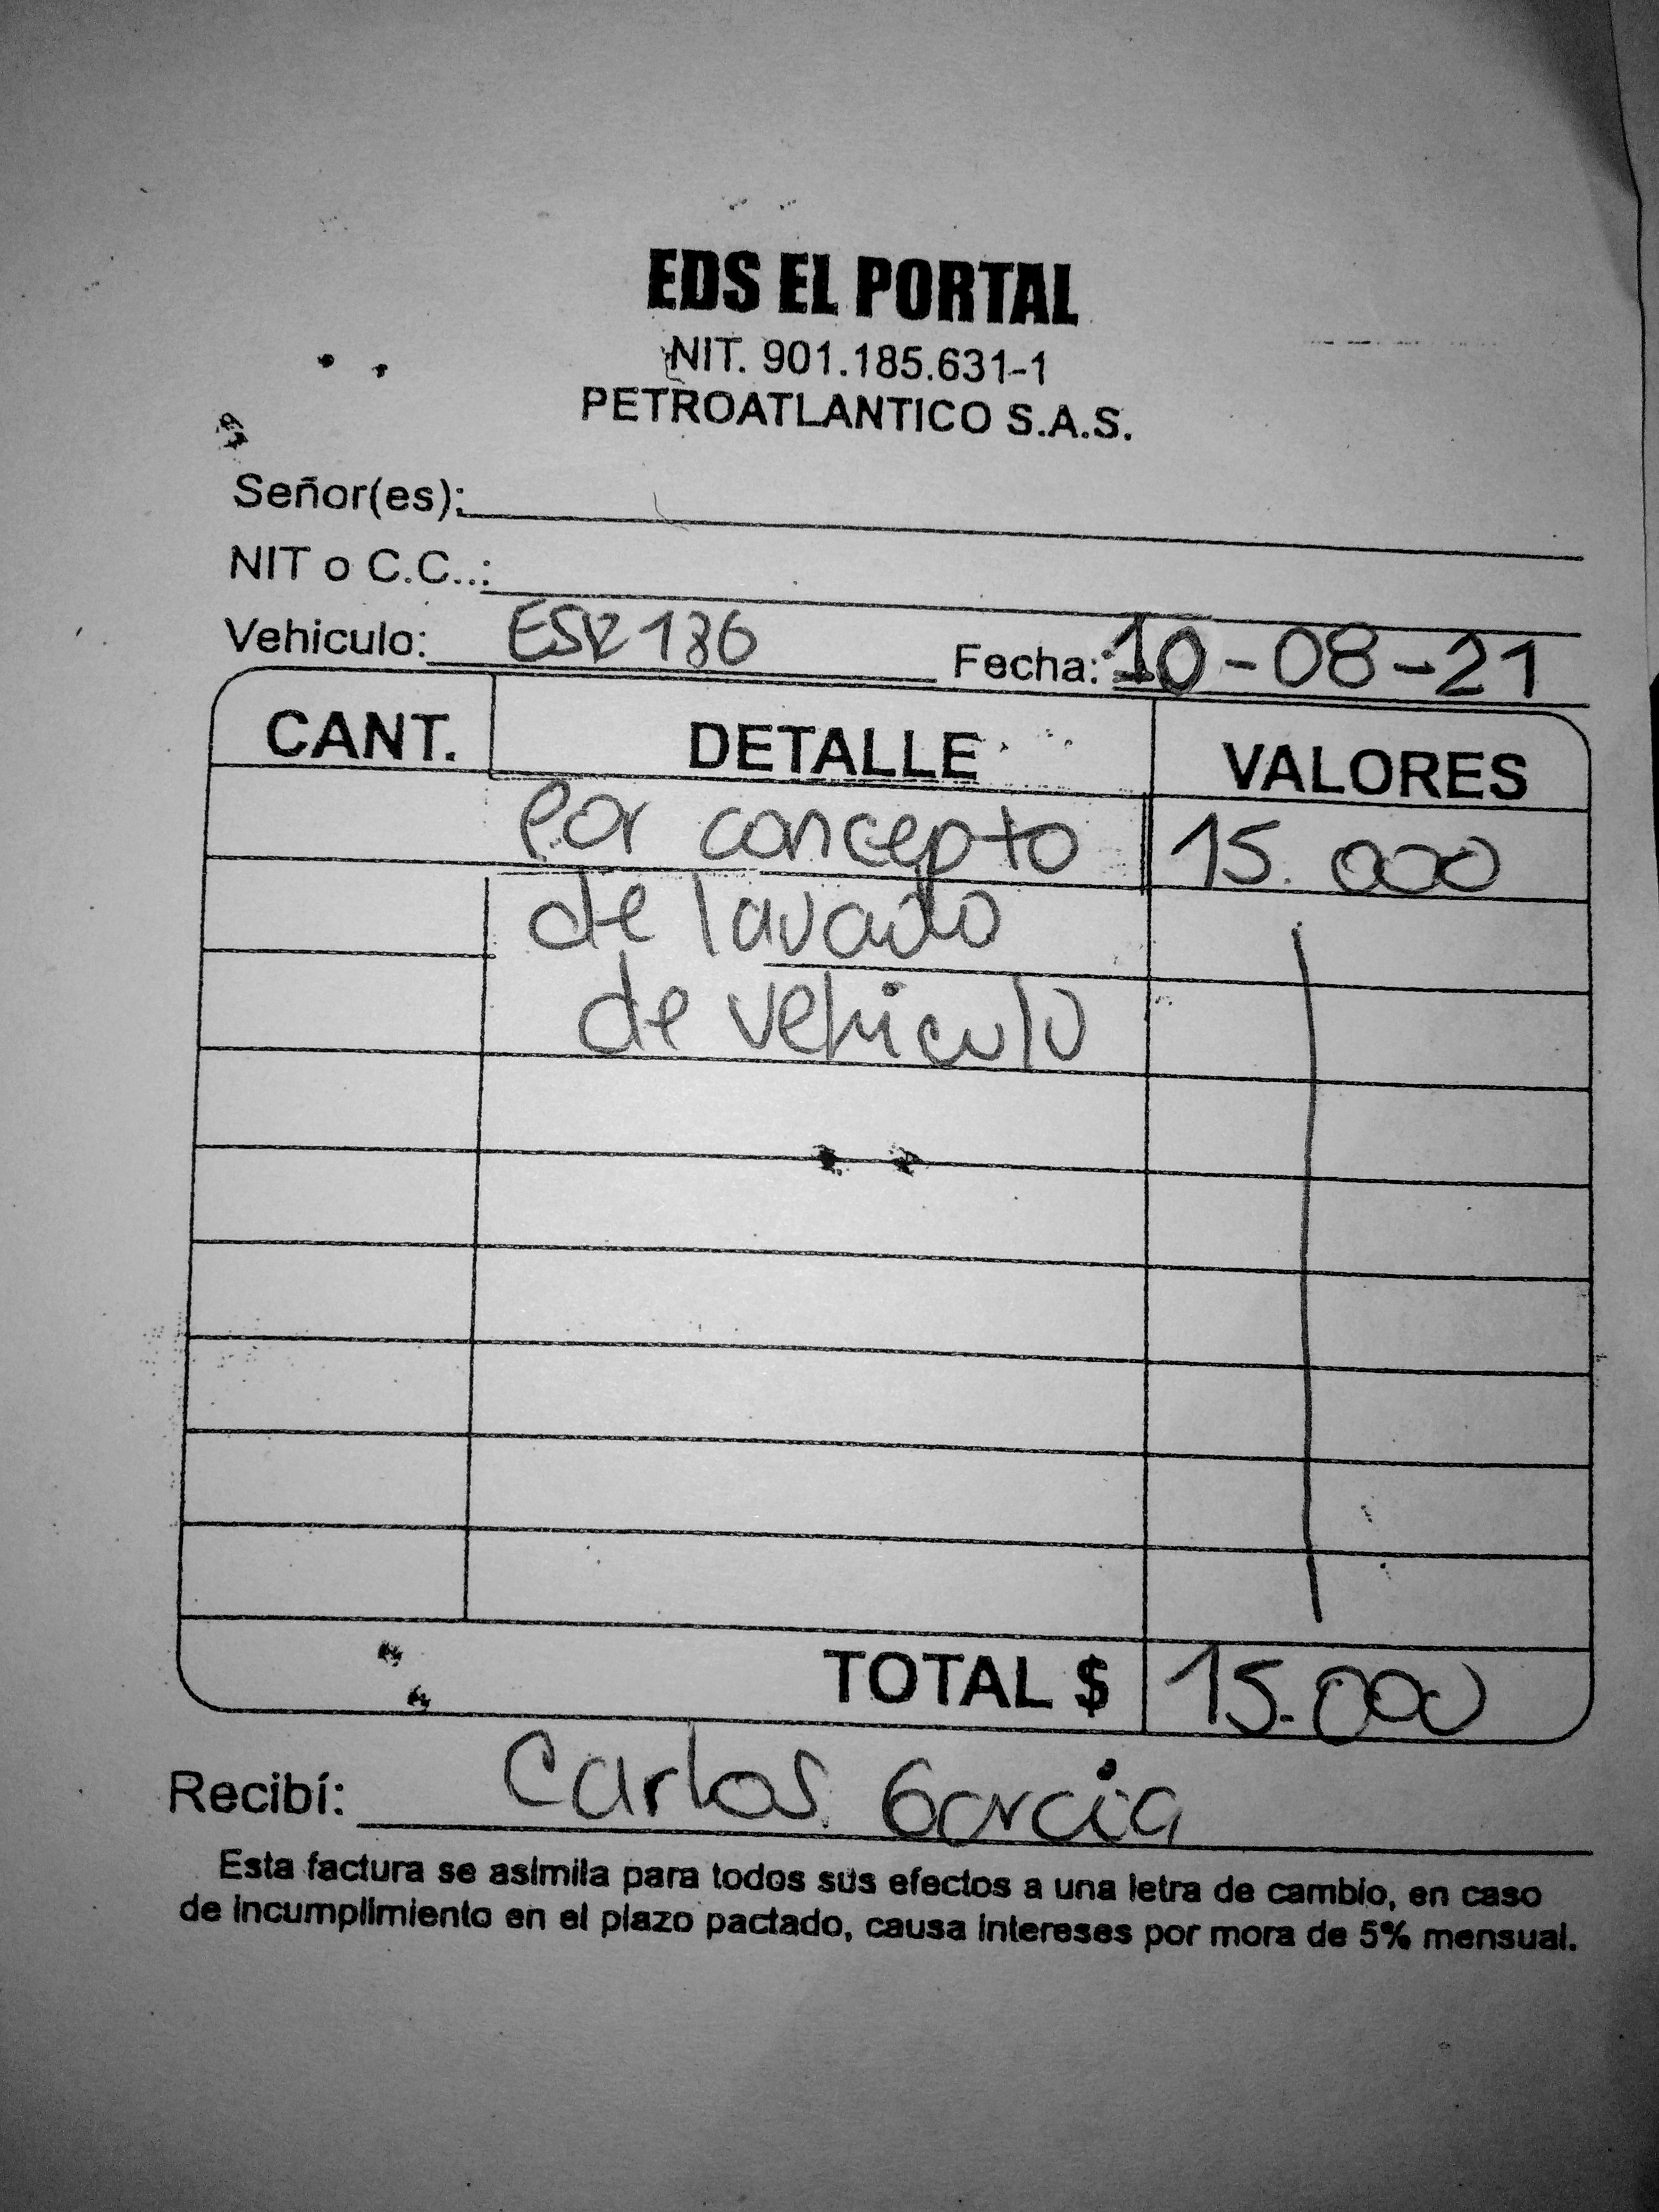 EDS EL PORTAL
NIT. 901.185.631-1
PETROATLANTICO S.A.S.
Señor(es):
NIT o C.C..:
Vehiculo: Fecha: 10-08-21
CANT. DETALLE VALORES
Por concepto 15.000
de lavado
de vehiculo
TOTAL $ 15.000
Recibí: Carlos Garcia
Esta factura se asimila para todos sus efectos a una letra de cambio, en caso
de incumplimiento en el plazo pactado, causa intereses por mora de 5% mensual.